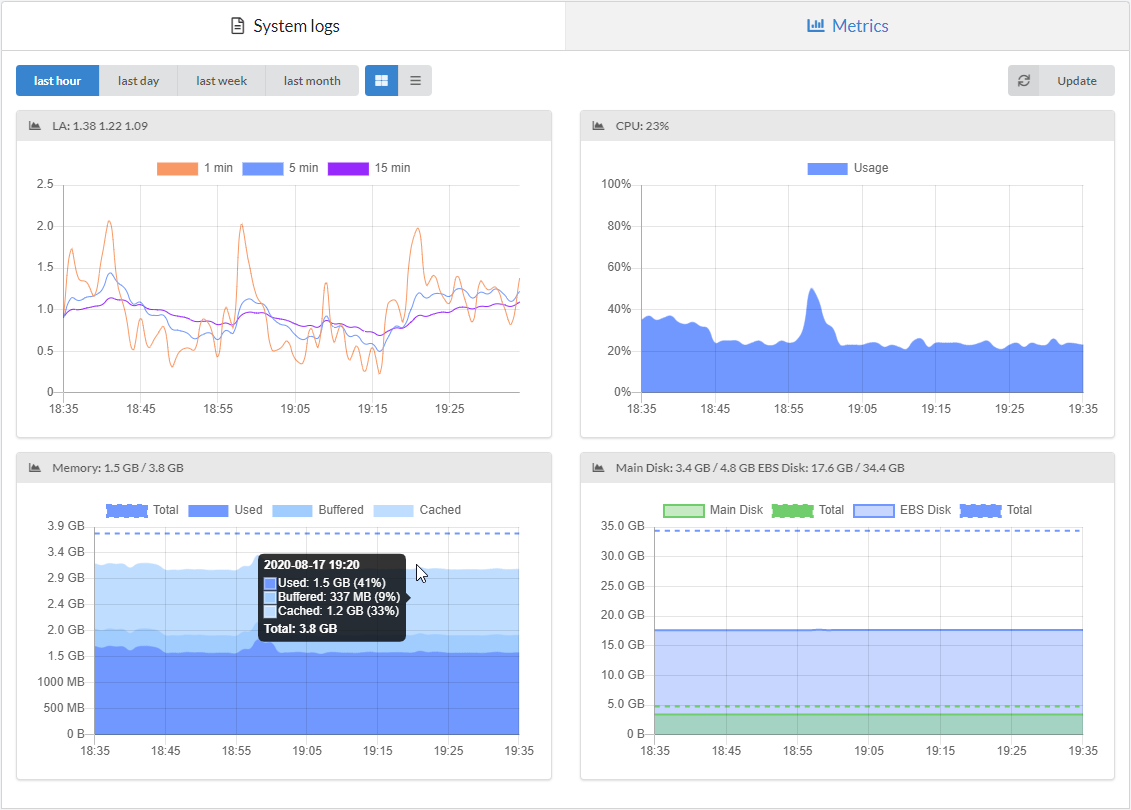 System logs
Metrics
last hour last day last week last month
Update
LA: 1.38 1.22 1.09
1 min 5 min 15 min
2.5
2.0
1.5
1.0
0.5
0
18:35 18:45 18:55 19:05 19:15 19:25
CPU: 23%
Usage
100%
80%
60%
40%
20%
0%
18:35 18:45 18:55 19:05 19:15 19:25 19:35
Memory: 1.5 GB / 3.8 GB
Total Used Buffered Cached
3.9 GB
3.4 GB
2.9 GB
2.4 GB
2.0 GB
1.5 GB
1000 MB
500 MB
0 B
2020-08-17 19:20
Used: 1.5 GB (41%)
Buffered: 337 MB (9%)
Cached: 1.2 GB (33%)
Total: 3.8 GB
18:35 18:45 18:55 19:05 19:15 19:25 19:35
Main Disk: 3.4 GB / 4.8 GB EBS Disk: 17.6 GB / 34.4 GB
Main Disk Total EBS Disk Total
35.0 GB
30.0 GB
25.0 GB
20.0 GB
15.0 GB
10.0 GB
5.0 GB
0 B
18:35 18:45 18:55 19:05 19:15 19:25 19:35